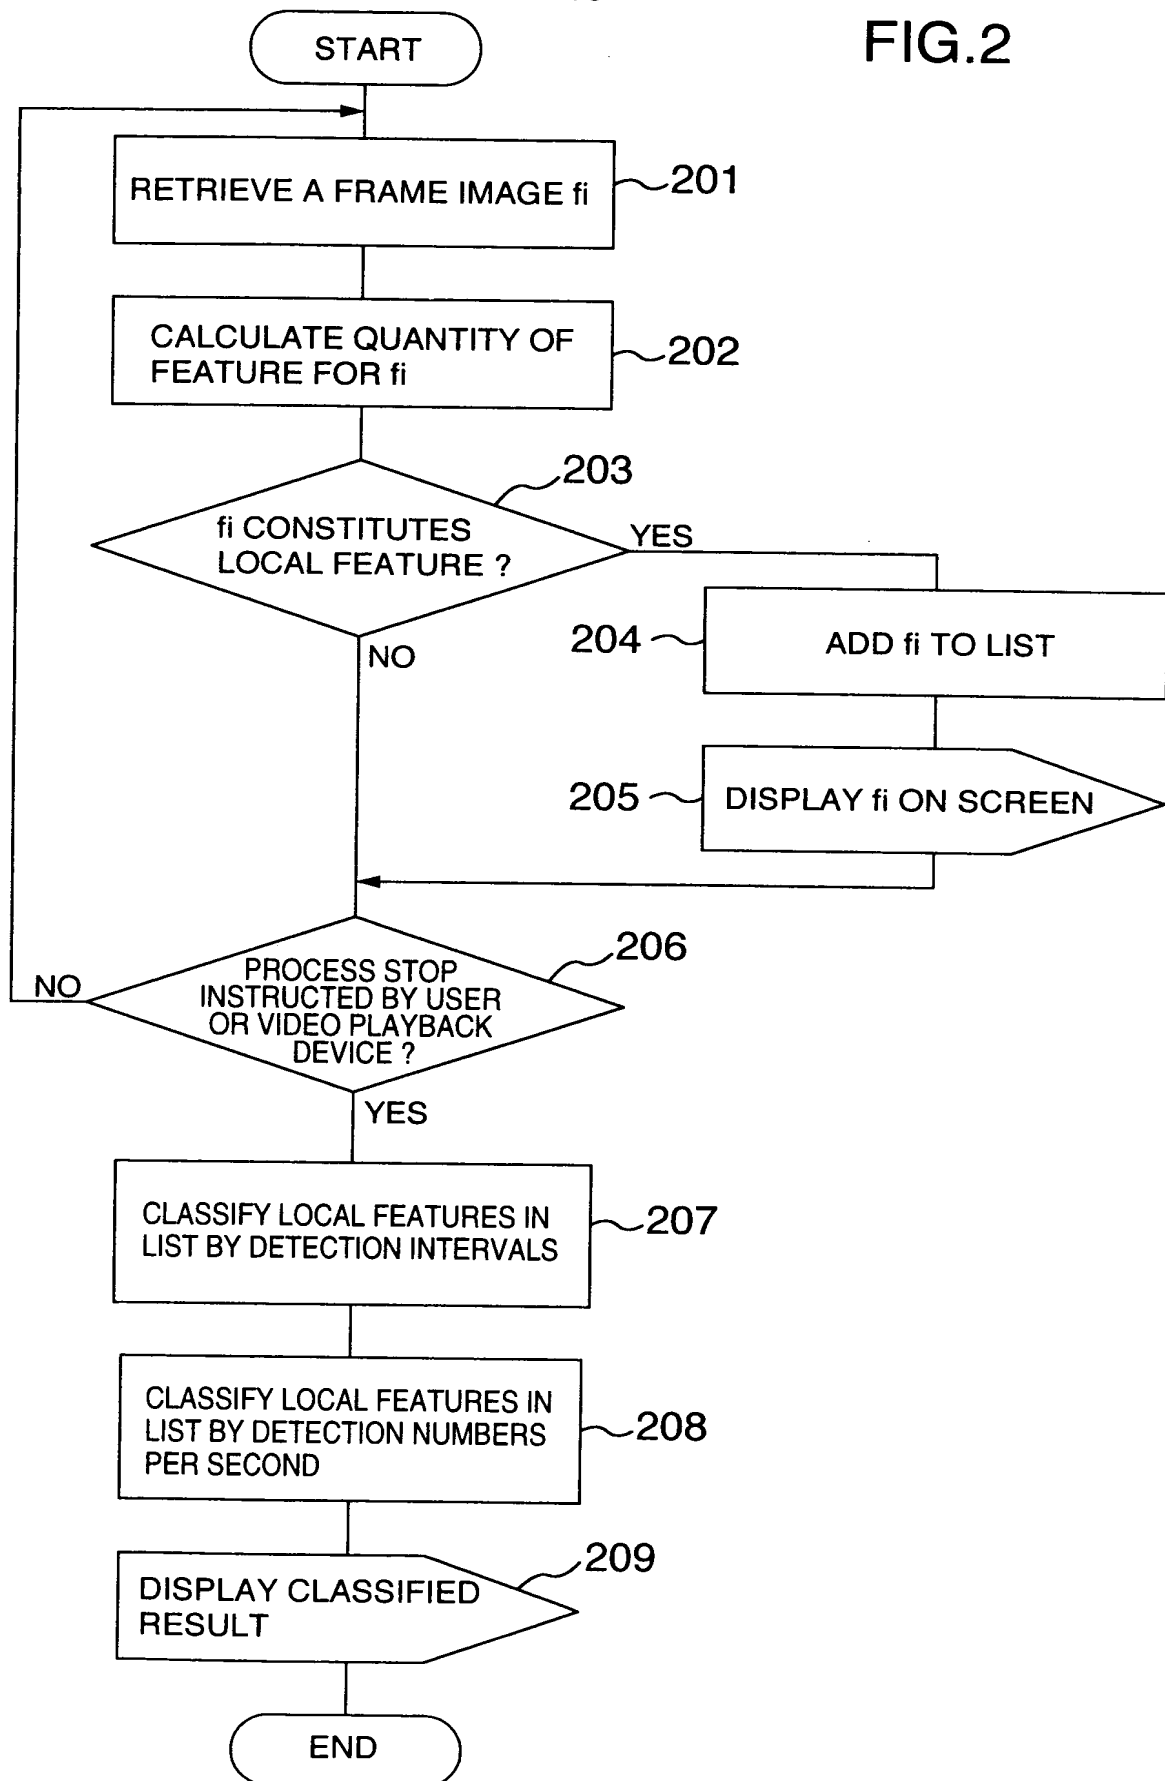 FIG.2
START
RETRIEVE A FRAME IMAGE fi
201
CALCULATE QUANTITY OF
FEATURE FOR fi
202
203
fi CONSTITUTES
LOCAL FEATURE ?
YES
NO
204
ADD fi TO LIST
205
DISPLAY fi ON SCREEN
206
PROCESS STOP
INSTRUCTED BY USER
OR VIDEO PLAYBACK
DEVICE ?
NO
YES
CLASSIFY LOCAL FEATURES IN
LIST BY DETECTION INTERVALS
207
CLASSIFY LOCAL FEATURES IN
LIST BY DETECTION NUMBERS
PER SECOND
208
209
DISPLAY CLASSIFIED
RESULT
END